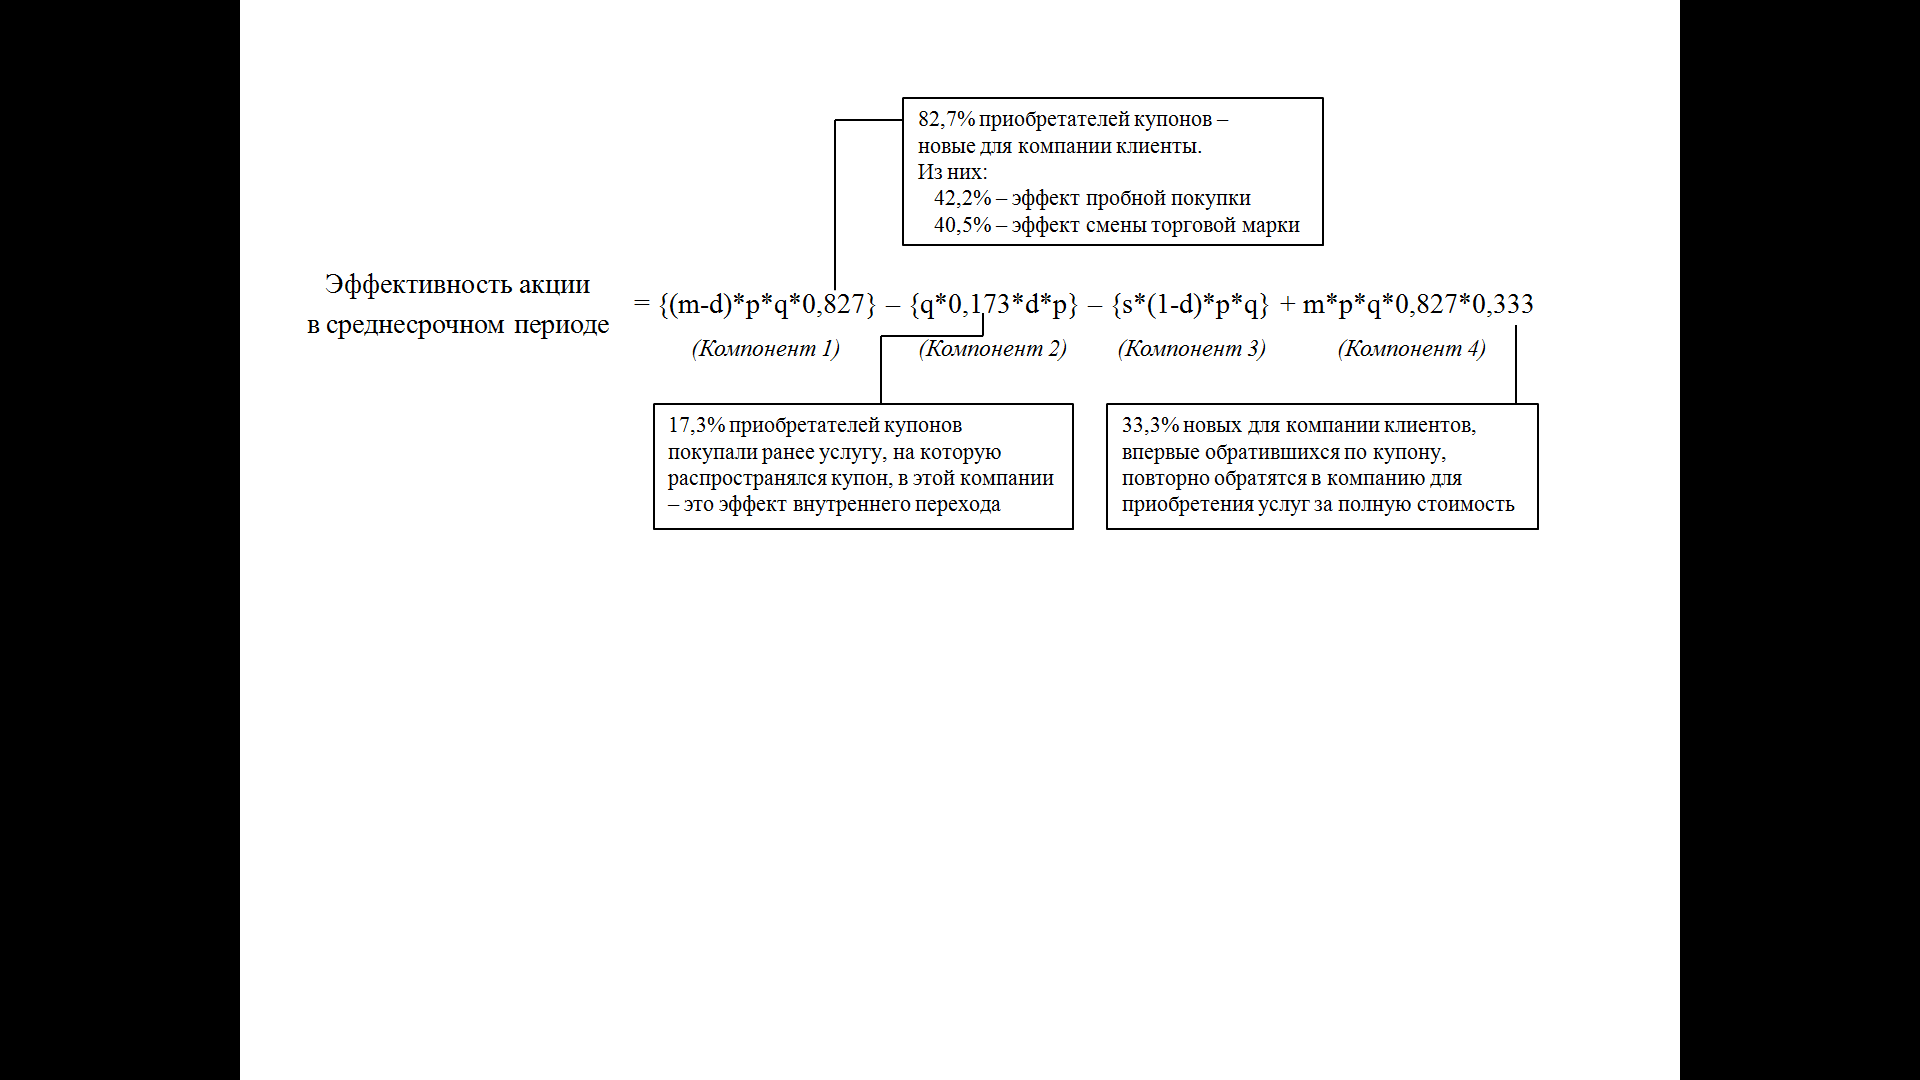 82,7% приобретателей купонов –
новые для компании клиенты.
Из них:
42,2% – эффект пробной покупки
40,5% – эффект смены торговой марки
Эффективность акции
в среднесрочном периоде
= {(m-d)*p*q*0,827} – {q*0,173*d*p} – {s*(1-d)*p*q} + m*p*q*0,827*0,333
(Компонент 1) (Компонент 2) (Компонент 3) (Компонент 4)
17,3% приобретателей купонов
покупали ранее услугу, на которую
распространялся купон, в этой компании
– это эффект внутреннего перехода
33,3% новых для компании клиентов,
впервые обратившихся по купону,
повторно обратятся в компанию для
приобретения услуг за полную стоимость